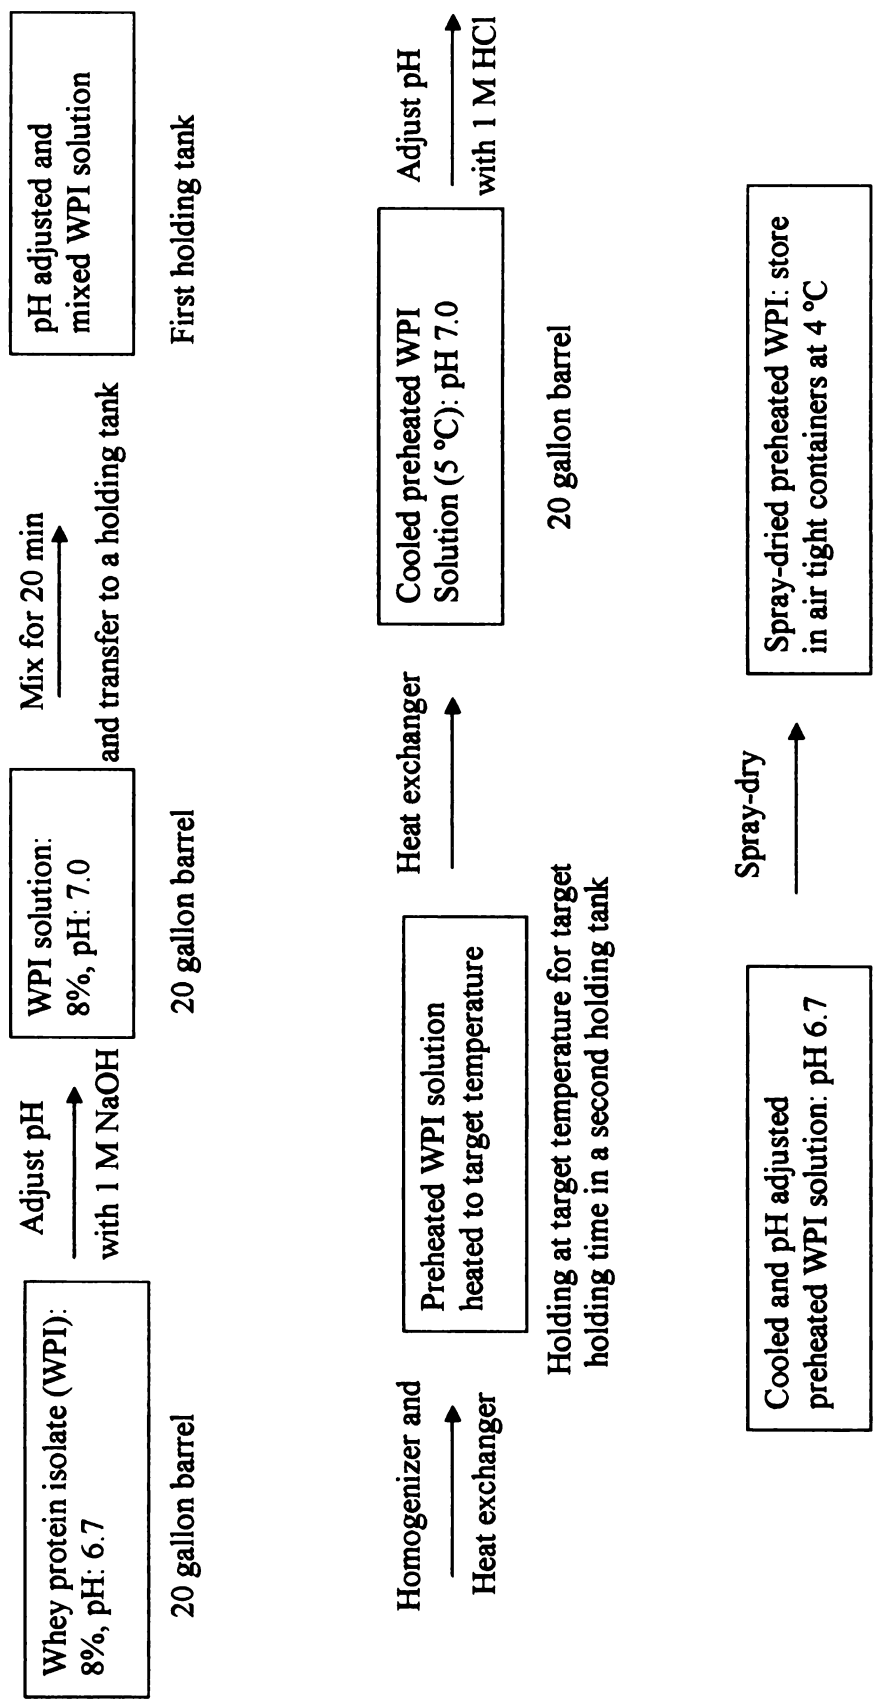 Whey protein isolate (WPI):
8%, pH: 6.7
20 gallon barrel
Adjust pH
with 1 M NaOH
WPI solution:
8%, pH: 7.0
20 gallon barrel
Mix for 20 min
and transfer to a holding tank
pH adjusted and
mixed WPI solution
First holding tank
Homogenizer and
Heat exchanger
Preheated WPI solution
heated to target temperature
Holding at target temperature for target
holding time in a second holding tank
Heat exchanger
Cooled preheated WPI
Solution (5 °C): pH 7.0
20 gallon barrel
Adjust pH
with 1 M HCl
Cooled and pH adjusted
preheated WPI solution: pH 6.7
Spray-dry
Spray-dried preheated WPI: store
in air tight containers at 4 °C